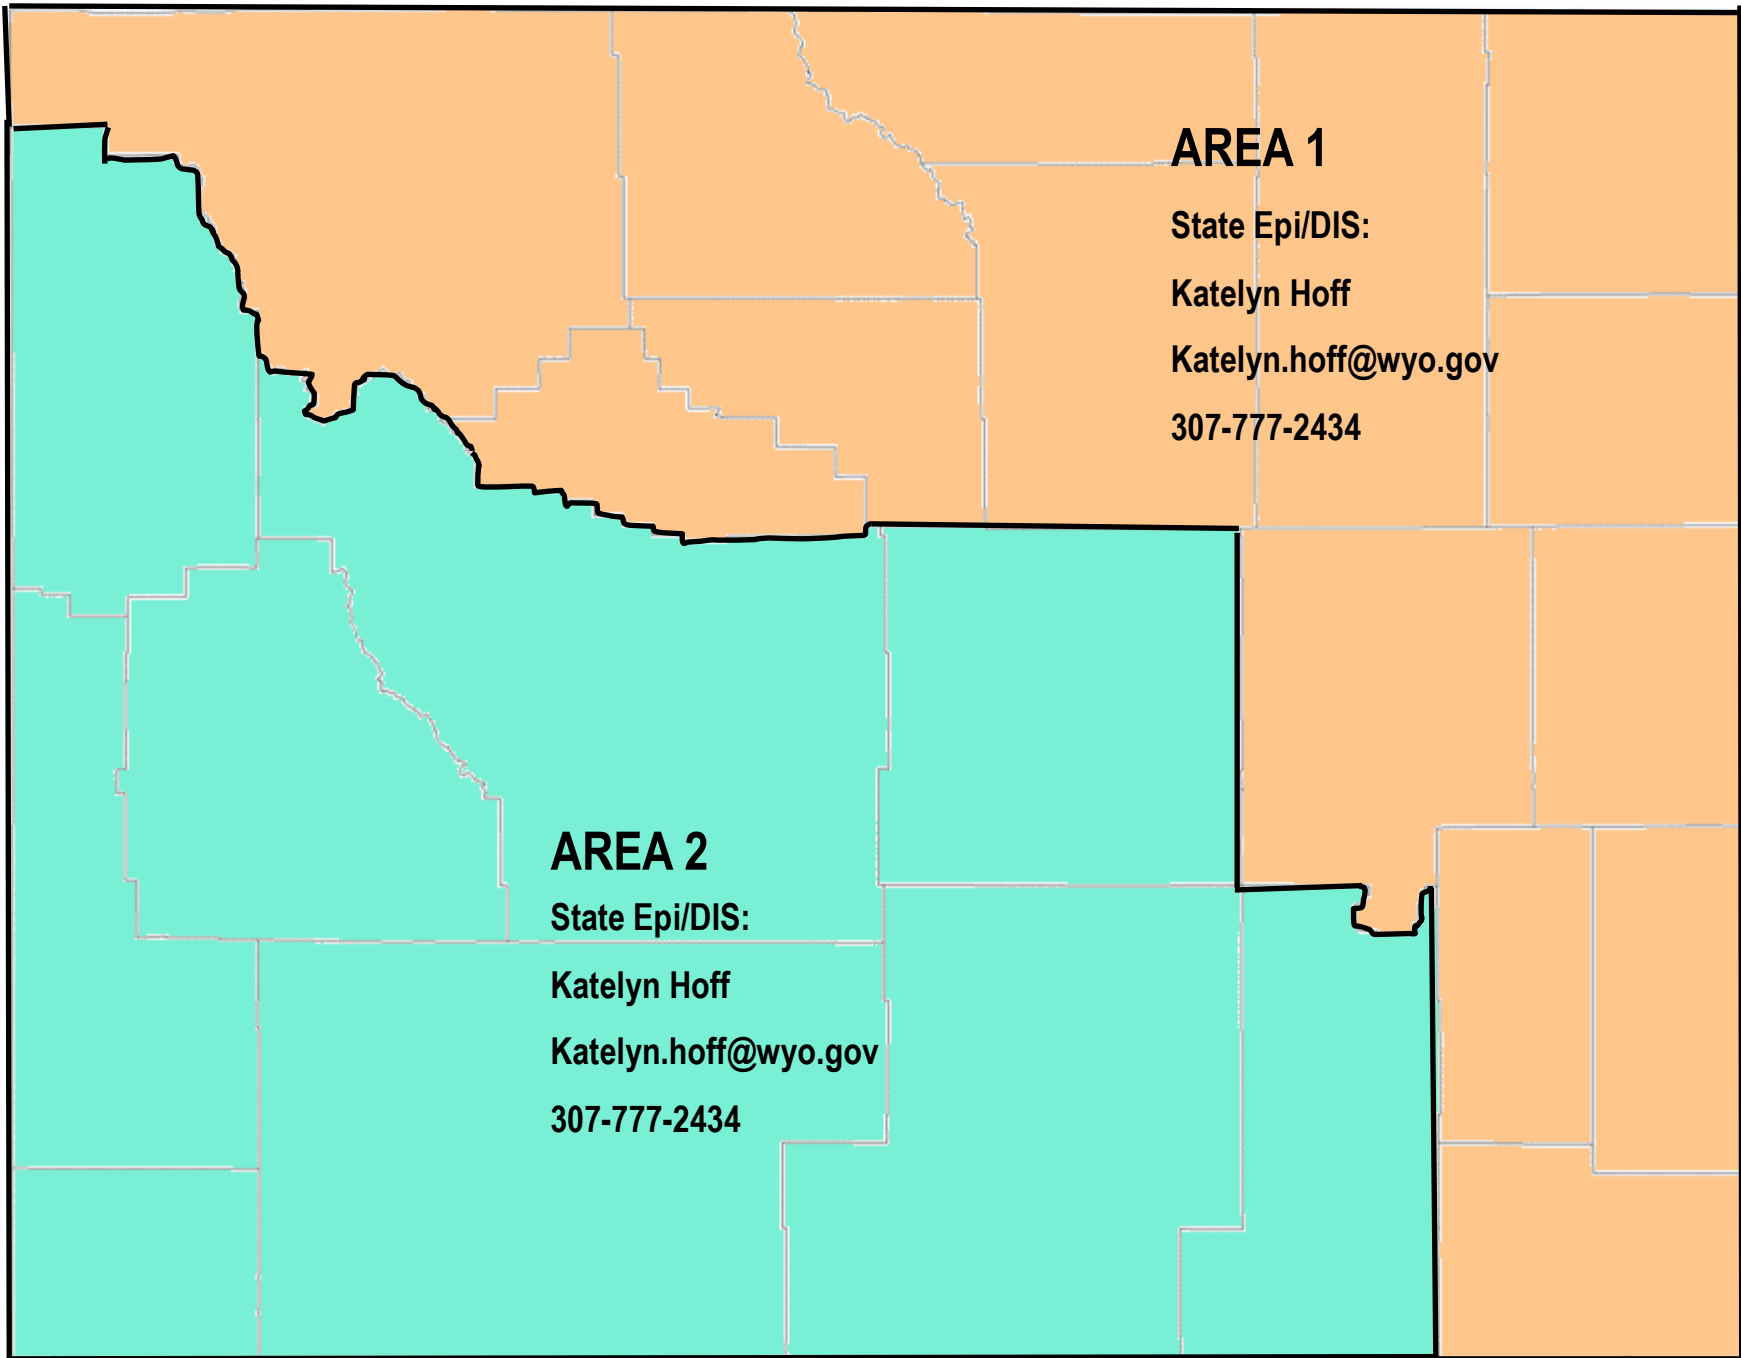 AREA 1
State Epi/DIS:
Katelyn Hoff
Katelyn.hoff@wyo.gov
307-777-2434
AREA 2
State Epi/DIS:
Katelyn Hoff
Katelyn.hoff@wyo.gov
307-777-2434